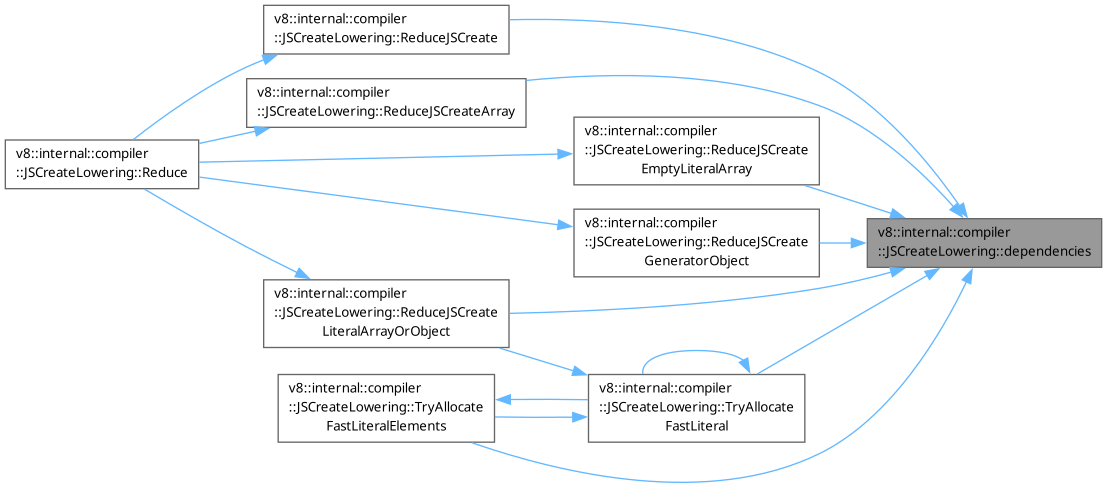 v8::internal::compiler
::JSCreateLowering::ReduceJSCreate
v8::internal::compiler
::JSCreateLowering::ReduceJSCreateArray
v8::internal::compiler
::JSCreateLowering::ReduceJSCreate
EmptyLiteralArray
v8::internal::compiler
::JSCreateLowering::Reduce
v8::internal::compiler
::JSCreateLowering::ReduceJSCreate
GeneratorObject
v8::internal::compiler
::JSCreateLowering::dependencies
v8::internal::compiler
::JSCreateLowering::ReduceJSCreate
LiteralArrayOrObject
v8::internal::compiler
::JSCreateLowering::TryAllocate
FastLiteralElements
v8::internal::compiler
::JSCreateLowering::TryAllocate
FastLiteral